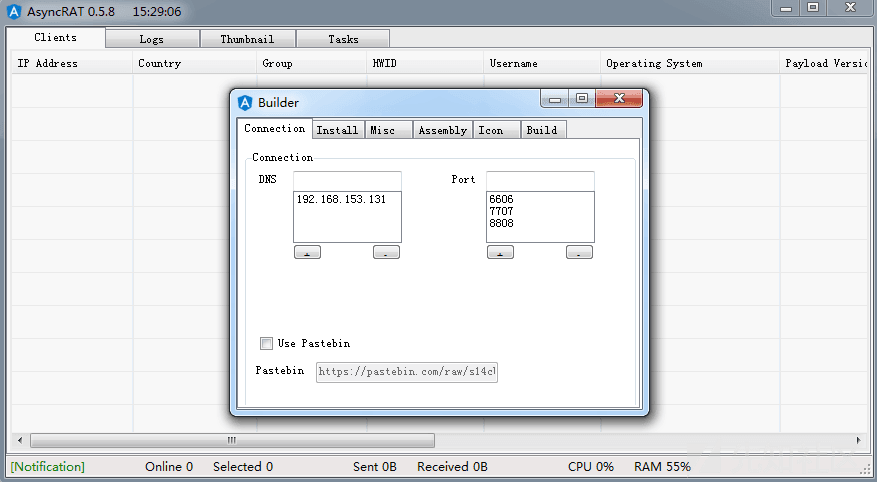 AsyncRAT 0.5.8 15:29:06
Clients Logs Thumbnail Tasks
IP Address Country Group HWID Username Operating System Payload Versio
Builder
Connection Install Misc Assembly Icon Build
Connection
DNS Port
192.168.153.131 6606
7707
8808
+ - + -
Use Pastebin
Pastebin https://pastebin.com/raw/s14cl
[Notification] Online 0 Selected 0 Sent 0B Received 0B CPU 0% RAM 55%